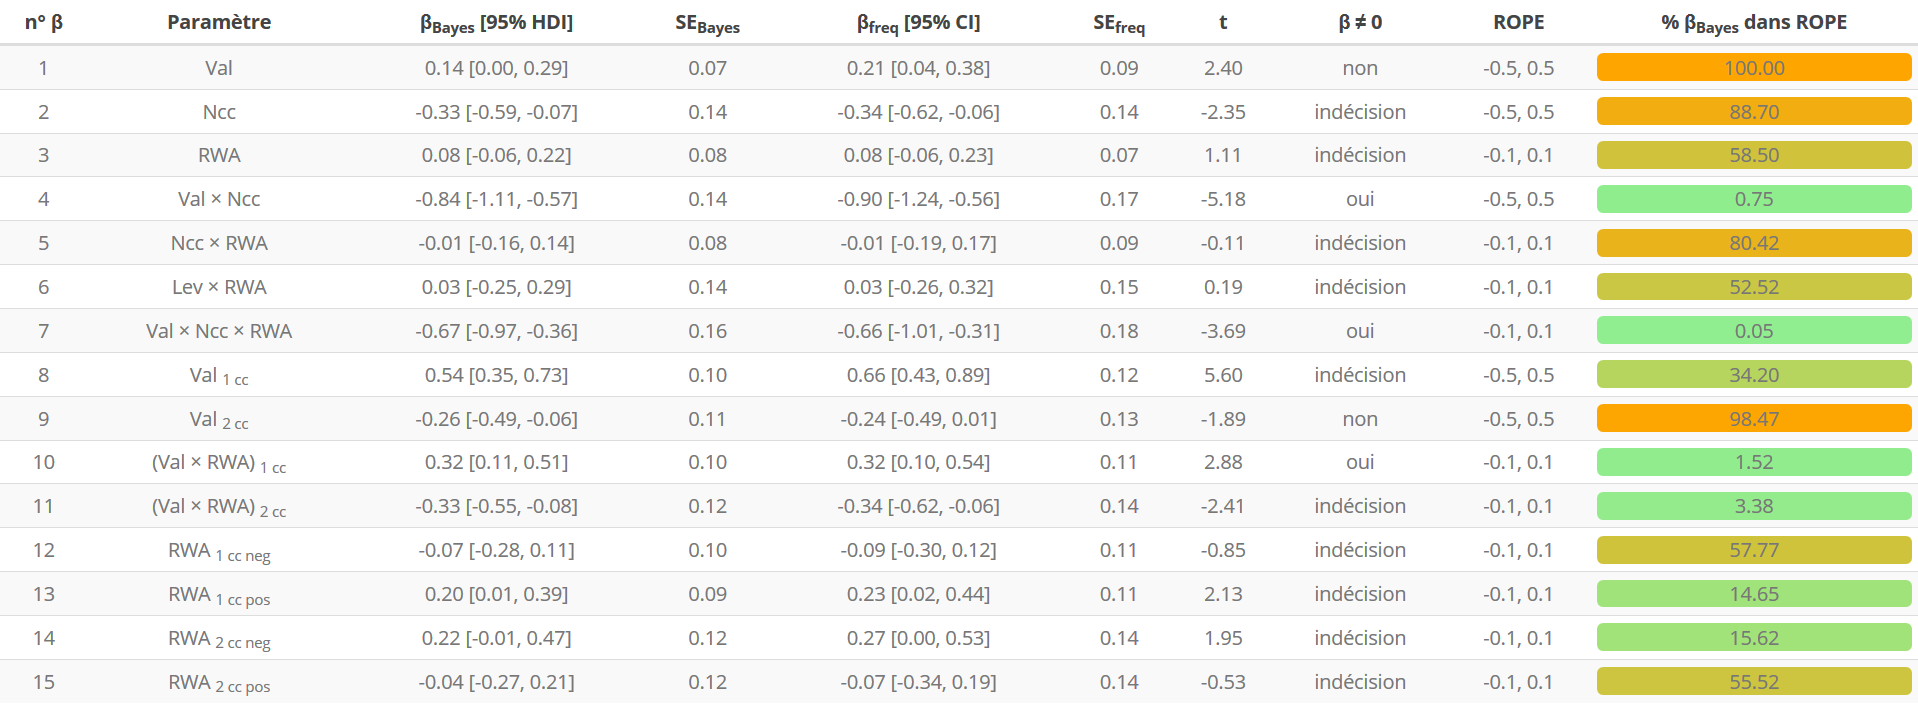 n° β Paramètre βBayes [95% HDI] SEBayes βfreq [95% CI] SEfreq t β ≠ 0 ROPE % βBayes dans ROPE
1 Val 0.14 [0.00, 0.29] 0.07 0.21 [0.04, 0.38] 0.09 2.40 non -0.5, 0.5 100.00
2 Ncc -0.33 [-0.59, -0.07] 0.14 -0.34 [-0.62, -0.06] 0.14 -2.35 indécision -0.5, 0.5 88.70
3 RWA 0.08 [-0.06, 0.22] 0.08 0.08 [-0.06, 0.23] 0.07 1.11 indécision -0.1, 0.1 58.50
4 Val × Ncc -0.84 [-1.11, -0.57] 0.14 -0.90 [-1.24, -0.56] 0.17 -5.18 oui -0.5, 0.5 0.75
5 Ncc × RWA -0.01 [-0.16, 0.14] 0.08 -0.01 [-0.19, 0.17] 0.09 -0.11 indécision -0.1, 0.1 80.42
6 Lev × RWA 0.03 [-0.25, 0.29] 0.14 0.03 [-0.26, 0.32] 0.15 0.19 indécision -0.1, 0.1 52.52
7 Val × Ncc × RWA -0.67 [-0.97, -0.36] 0.16 -0.66 [-1.01, -0.31] 0.18 -3.69 oui -0.1, 0.1 0.05
8 Val 1 cc 0.54 [0.35, 0.73] 0.10 0.66 [0.43, 0.89] 0.12 5.60 indécision -0.5, 0.5 34.20
9 Val 2 cc -0.26 [-0.49, -0.06] 0.11 -0.24 [-0.49, 0.01] 0.13 -1.89 non -0.5, 0.5 98.47
10 (Val × RWA) 1 cc 0.32 [0.11, 0.51] 0.10 0.32 [0.10, 0.54] 0.11 2.88 oui -0.1, 0.1 1.52
11 (Val × RWA) 2 cc -0.33 [-0.55, -0.08] 0.12 -0.34 [-0.62, -0.06] 0.14 -2.41 indécision -0.1, 0.1 3.38
12 RWA 1 cc neg -0.07 [-0.28, 0.11] 0.10 -0.09 [-0.30, 0.12] 0.11 -0.85 indécision -0.1, 0.1 57.77
13 RWA 1 cc pos 0.20 [0.01, 0.39] 0.09 0.23 [0.02, 0.44] 0.11 2.13 indécision -0.1, 0.1 14.65
14 RWA 2 cc neg 0.22 [-0.01, 0.47] 0.12 0.27 [0.00, 0.53] 0.14 1.95 indécision -0.1, 0.1 15.62
15 RWA 2 cc pos -0.04 [-0.27, 0.21] 0.12 -0.07 [-0.34, 0.19] 0.14 -0.53 indécision -0.1, 0.1 55.52